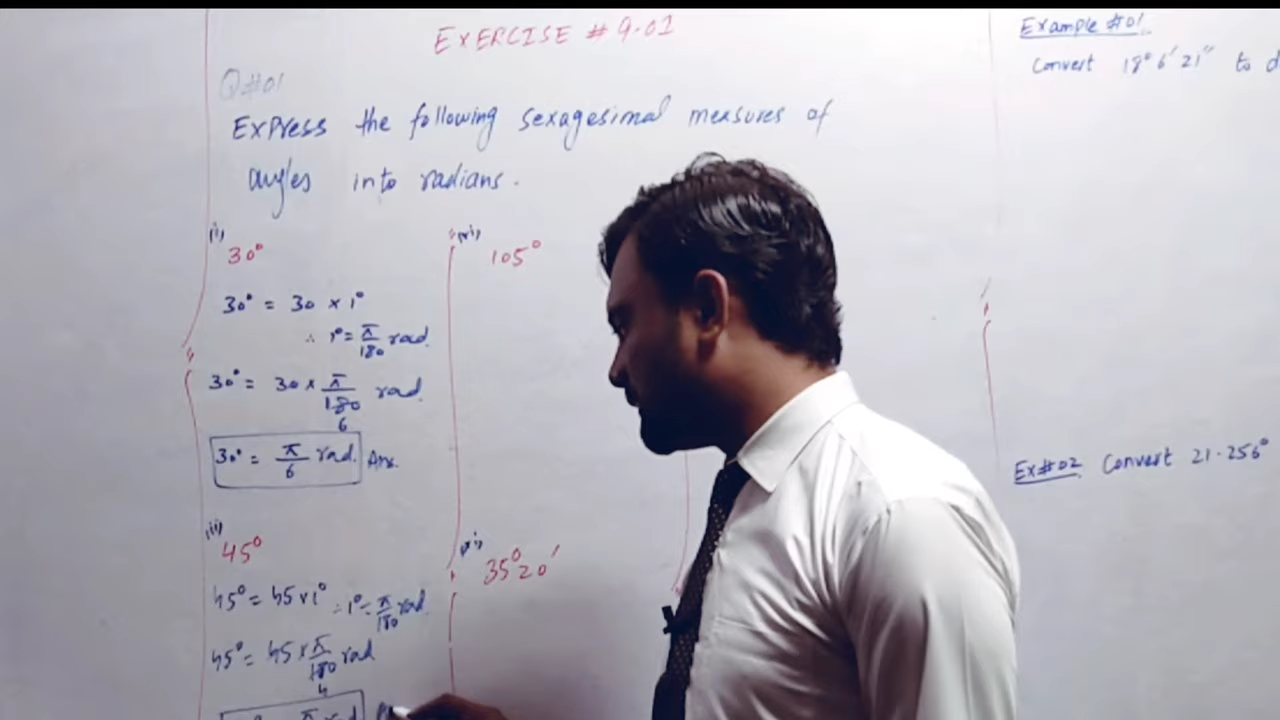 EXERCISE # 9.01
Q#01
Express the following sexagesimal measures of
angles into radians.
(i)
30°
30° = 30 × 1°
∴ 1° = π/180 rad.
30° = 30 × π/180 rad.
6
30° = π/6 rad. Ans.
(ii)
45°
45° = 45 × 1° ∴ 1° = π/180 rad.
45° = 45 × π/180 rad
4
π rad
105°
35° 20′
Example #01.
Convert 18° 6′ 21″ to d
Ex#02 Convert 21.256°